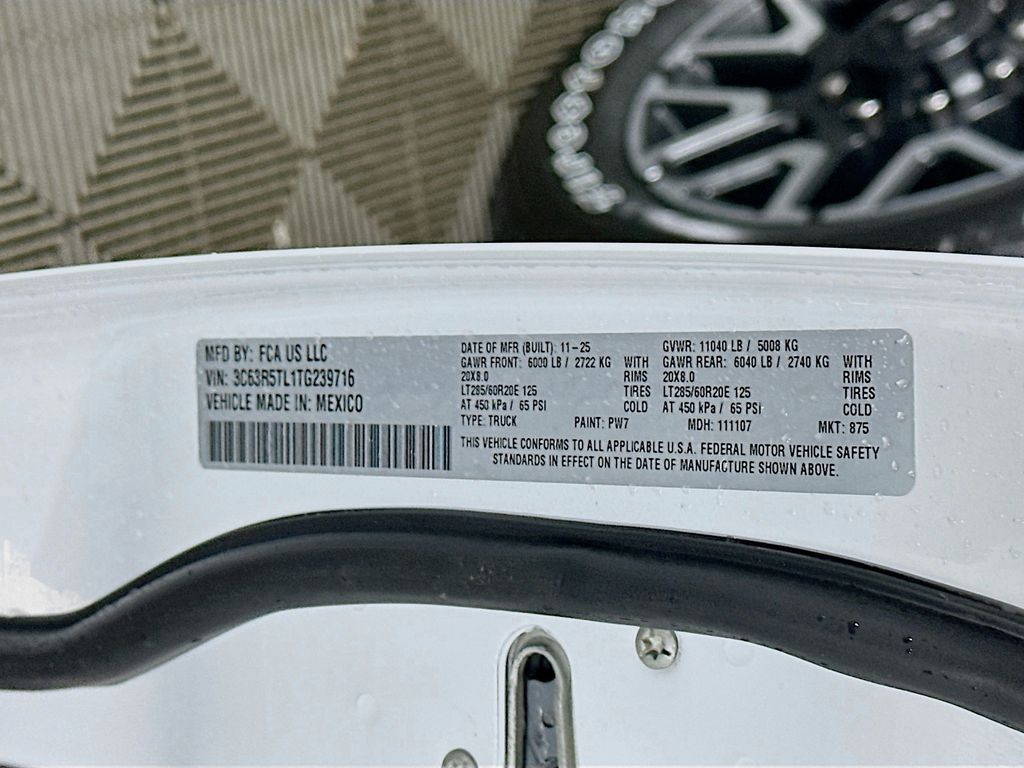 MFD BY: FCA US LLC
VIN: 3C63R5TL1TG239716
VEHICLE MADE IN: MEXICO
DATE OF MFR (BUILT): 11-25
GAWR FRONT: 6000 LB / 2722 KG WITH
20X8.0 RIMS
LT285/60R20E 125 TIRES
AT 450 kPa / 65 PSI COLD
GVWR: 11040 LB / 5008 KG
GAWR REAR: 6040 LB / 2740 KG WITH
20X8.0 RIMS
LT285/60R20E 125 TIRES
AT 450 kPa / 65 PSI COLD
TYPE: TRUCK PAINT: PW7 MDH: 111107 MKT: 875
THIS VEHICLE CONFORMS TO ALL APPLICABLE U.S.A. FEDERAL MOTOR VEHICLE SAFETY
STANDARDS IN EFFECT ON THE DATE OF MANUFACTURE SHOWN ABOVE.